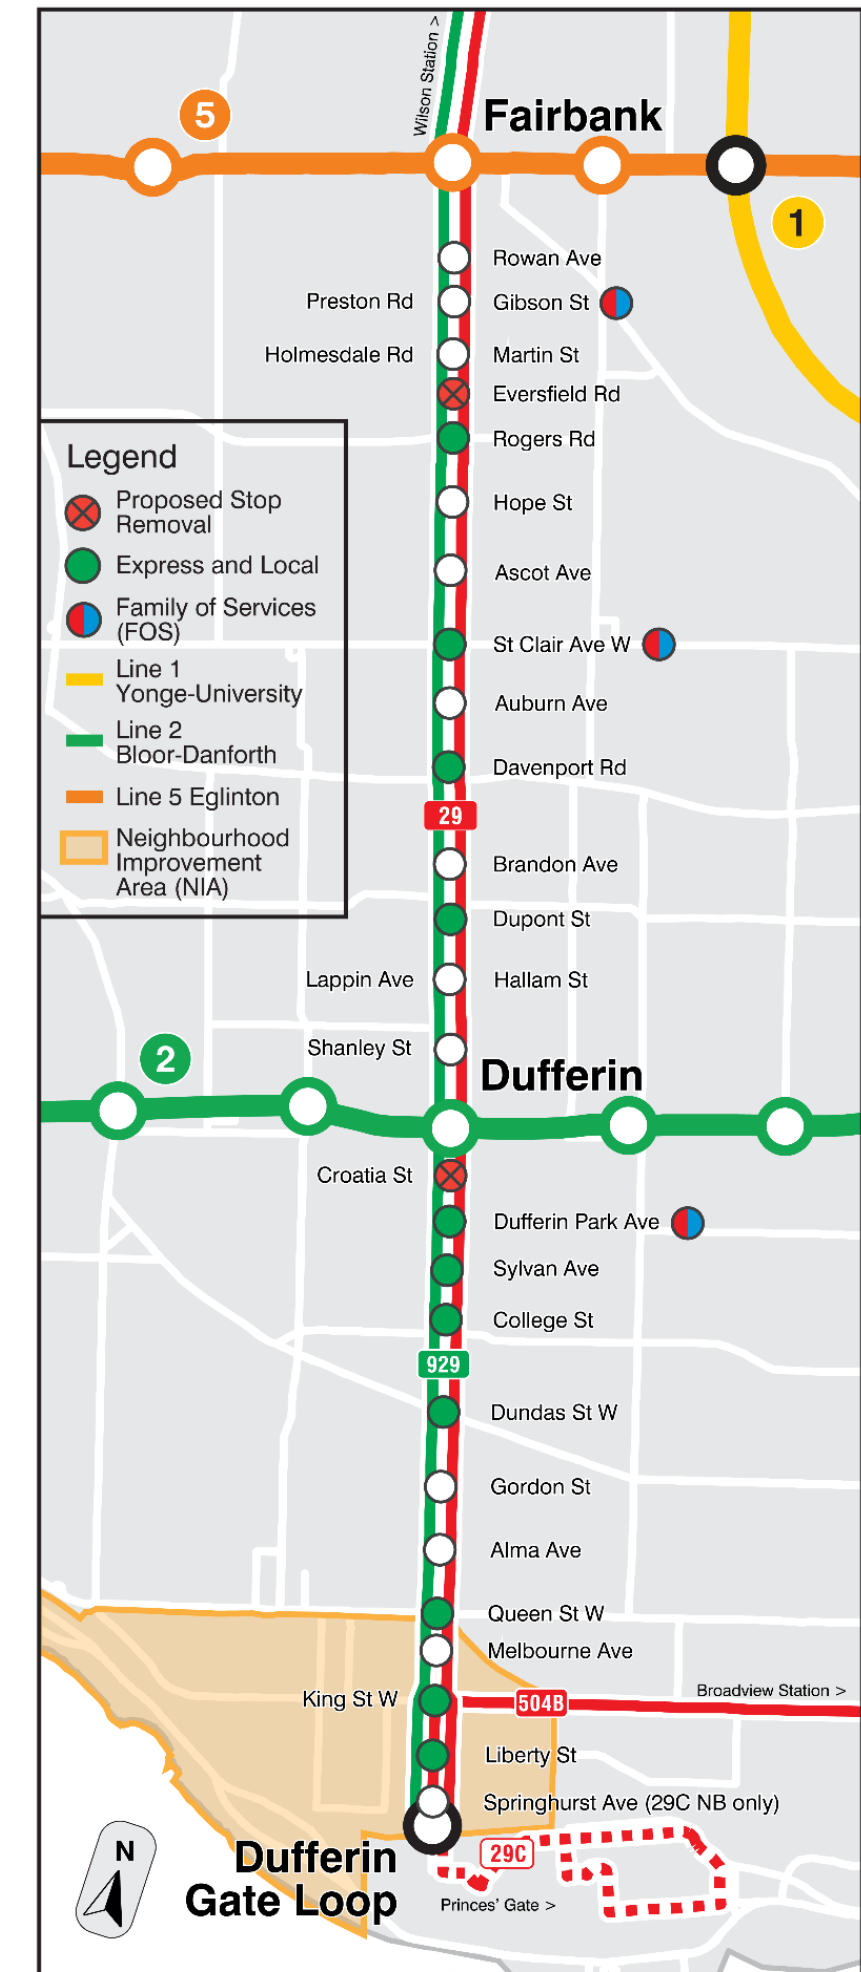 Wilson Station >
5
Fairbank
1
Rowan Ave
Preston Rd
Gibson St
Holmesdale Rd
Martin St
Eversfield Rd
Rogers Rd
Legend
Proposed Stop
Removal
Express and Local
Family of Services
(FOS)
Line 1
Yonge-University
Line 2
Bloor-Danforth
Line 5 Eglinton
Neighbourhood
Improvement
Area (NIA)
Hope St
Ascot Ave
St Clair Ave W
Auburn Ave
Davenport Rd
29
Brandon Ave
Dupont St
Lappin Ave
Hallam St
Shanley St
2
Dufferin
Croatia St
Dufferin Park Ave
Sylvan Ave
College St
929
Dundas St W
Gordon St
Alma Ave
Queen St W
Melbourne Ave
King St W
504B
Broadview Station >
Liberty St
Springhurst Ave (29C NB only)
Dufferin
Gate Loop
29C
Princes' Gate >
N